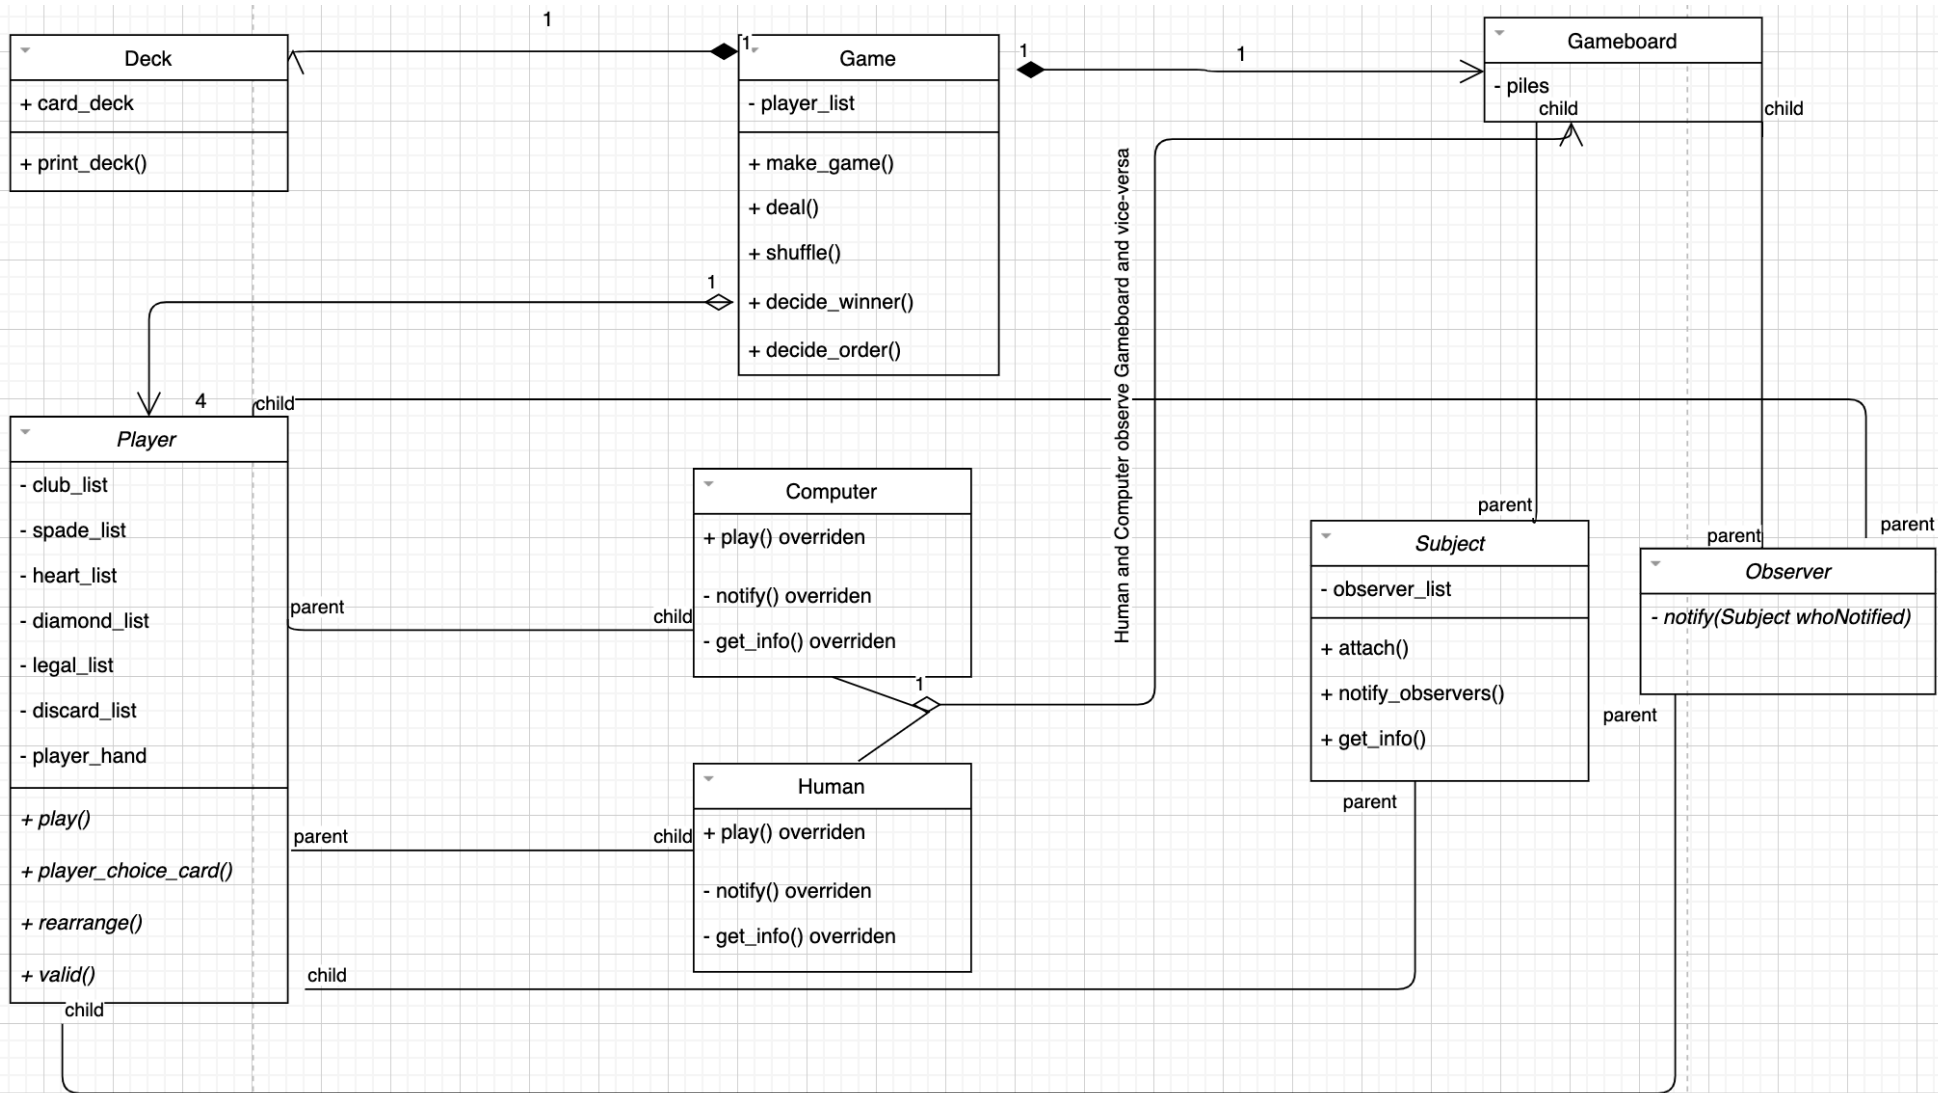 1
Deck
+ card_deck
+ print_deck()
1
Game
- player_list
+ make_game()
+ deal()
+ shuffle()
+ decide_winner()
+ decide_order()
1
1
Gameboard
- piles
child
child
1
4
child
Human and Computer observe Gameboard and vice-versa
Player
- club_list
- spade_list
- heart_list
- diamond_list
- legal_list
- discard_list
- player_hand
+ play()
+ player_choice_card()
+ rearrange()
+ valid()
child
parent
child
Computer
+ play() overriden
- notify() overriden
- get_info() overriden
1
parent
child
Human
+ play() overriden
- notify() overriden
- get_info() overriden
child
parent
Subject
- observer_list
+ attach()
+ notify_observers()
+ get_info()
parent
parent
parent
Observer
- notify(Subject whoNotified)
parent